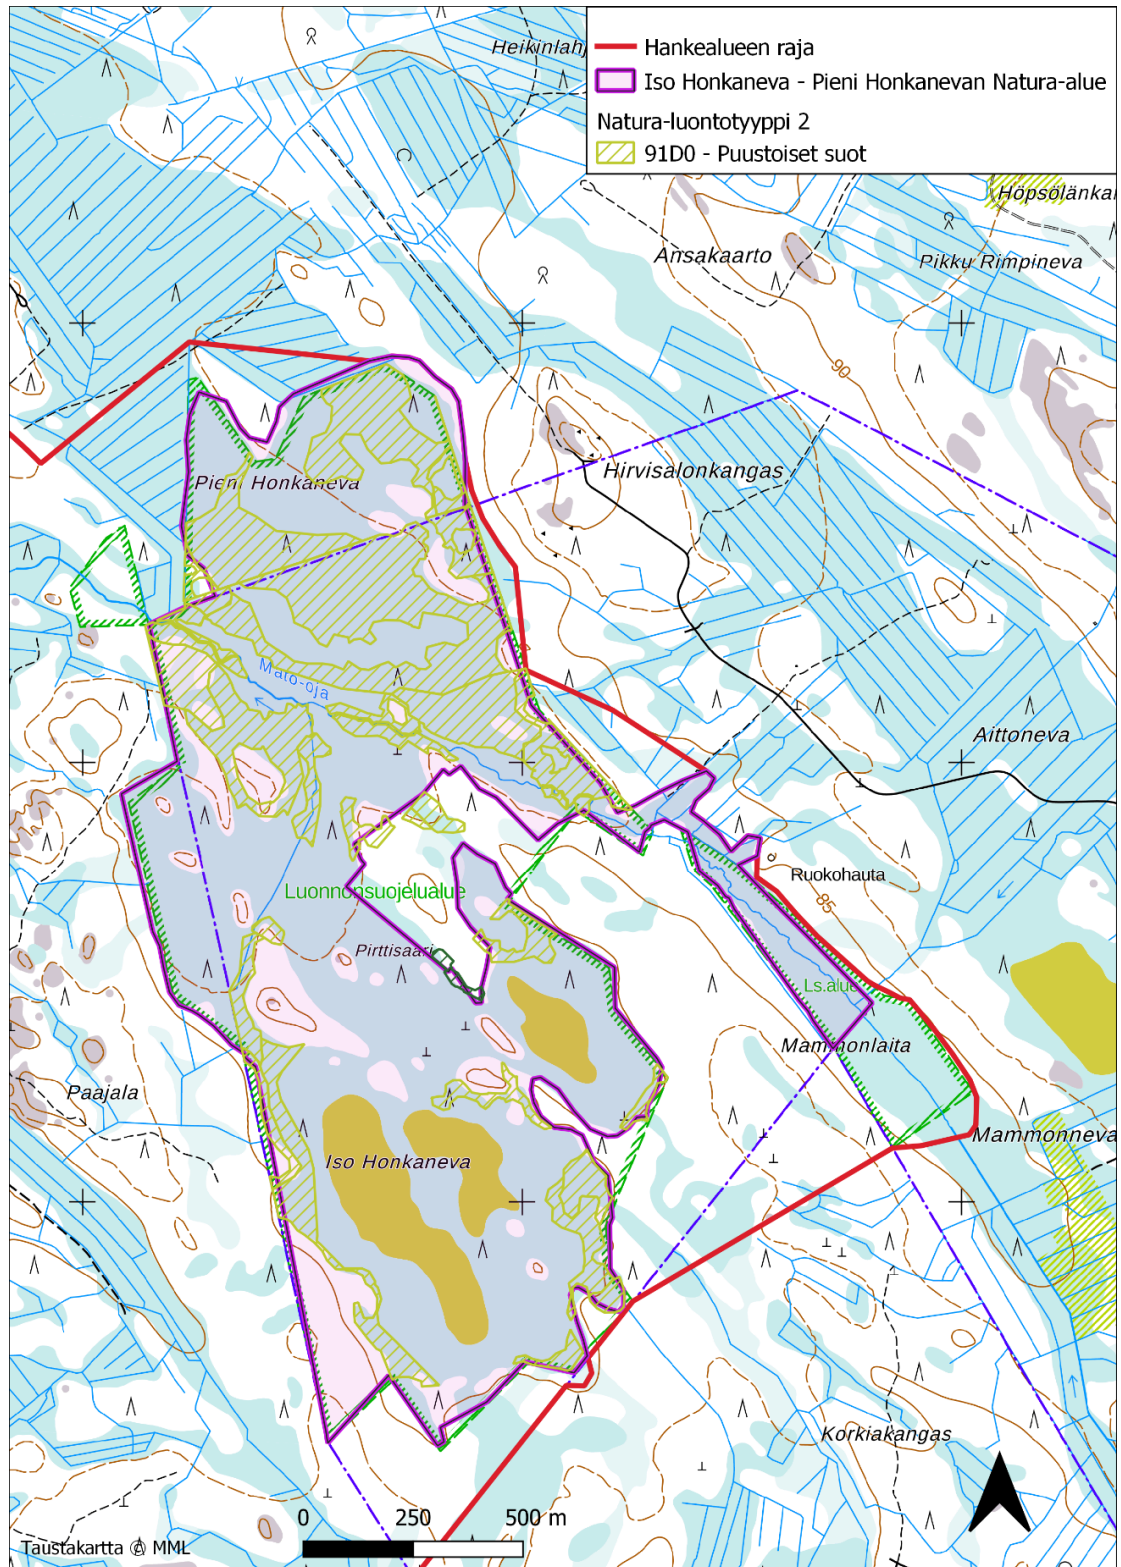 Heikinlahj
Hankealueen raja
Iso Honkaneva - Pieni Honkanevan Natura-alue
Natura-luontotyyppi 2
91D0 - Puustoiset suot
Höpsölänkan
Ansakaarto
Pikku Rimpineva
90
Hirvisalonkangas
Pieni Honkaneva
Mato-oja
Aittoneva
Ruokohauta
85
Luonnonsuojelualue
Pirttisaari
Ls.alue
Mammonlaita
Paajala
Mammonneva
Iso Honkaneva
Korkiakangas
0 250 500 m
Taustakartta @ MML